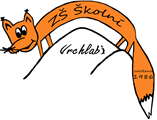 ZŠ Školní
Vrchlabí
1986